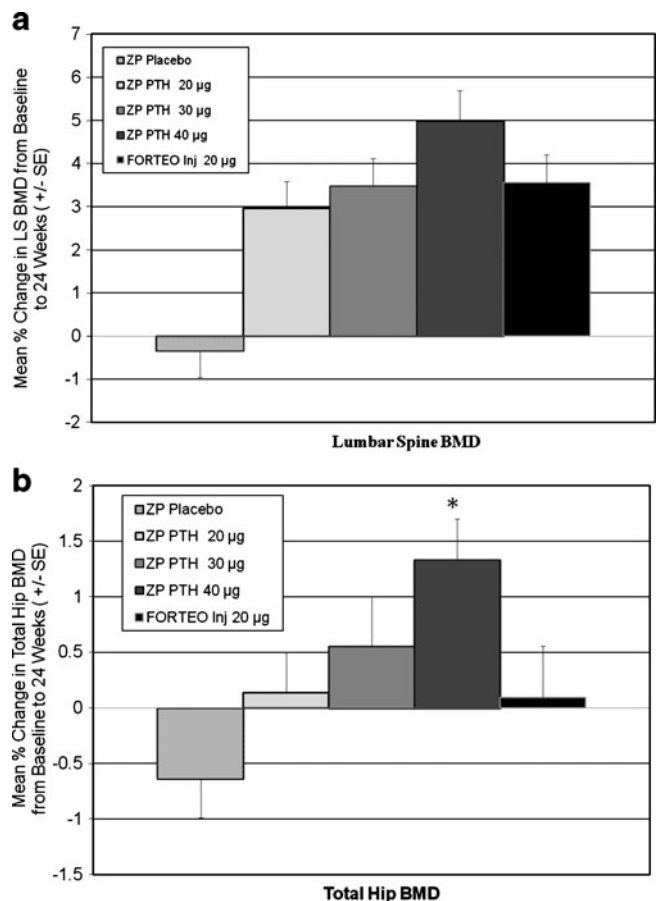 a
Mean % Change in LS BMD from Baseline
to 24 Weeks ( +/- SE)
7
6
5
4
3
2
1
0
-1
-2
ZP Placebo
ZP PTH 20 µg
ZP PTH 30 µg
ZP PTH 40 µg
FORTEO Inj 20 µg
Lumbar Spine BMD
b
Mean % Change in Total Hip BMD
from Baseline to 24 Weeks ( +/- SE)
2
1.5
1
0.5
0
-0.5
-1
-1.5
ZP Placebo
ZP PTH 20 µg
ZP PTH 30 µg
ZP PTH 40 µg
FORTEO Inj 20 µg
*
Total Hip BMD